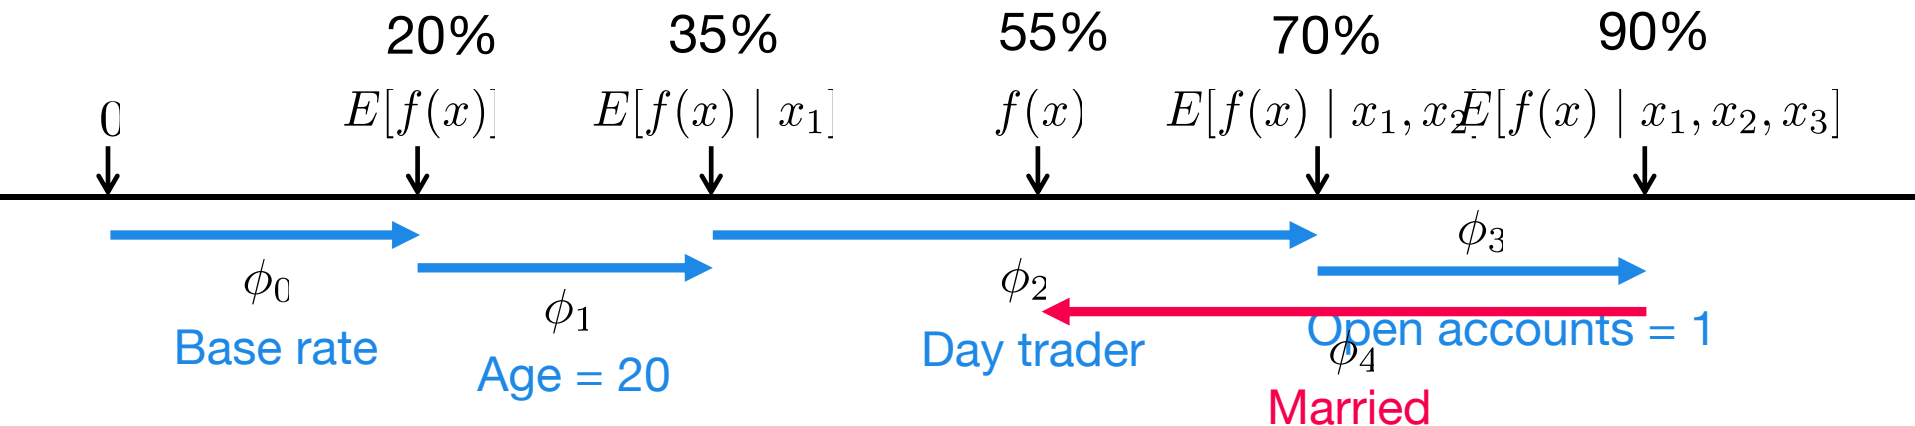 20% 35% 55% 70% 90%
0 E[f(x)] E[f(x) | x₁] f(x) E[f(x) | x₁, x₂] E[f(x) | x₁, x₂, x₃]
ϕ₃
ϕ₀ ϕ₁ ϕ₂
Base rate Age = 20 Day trader Open accounts = 1
ϕ₄
Married